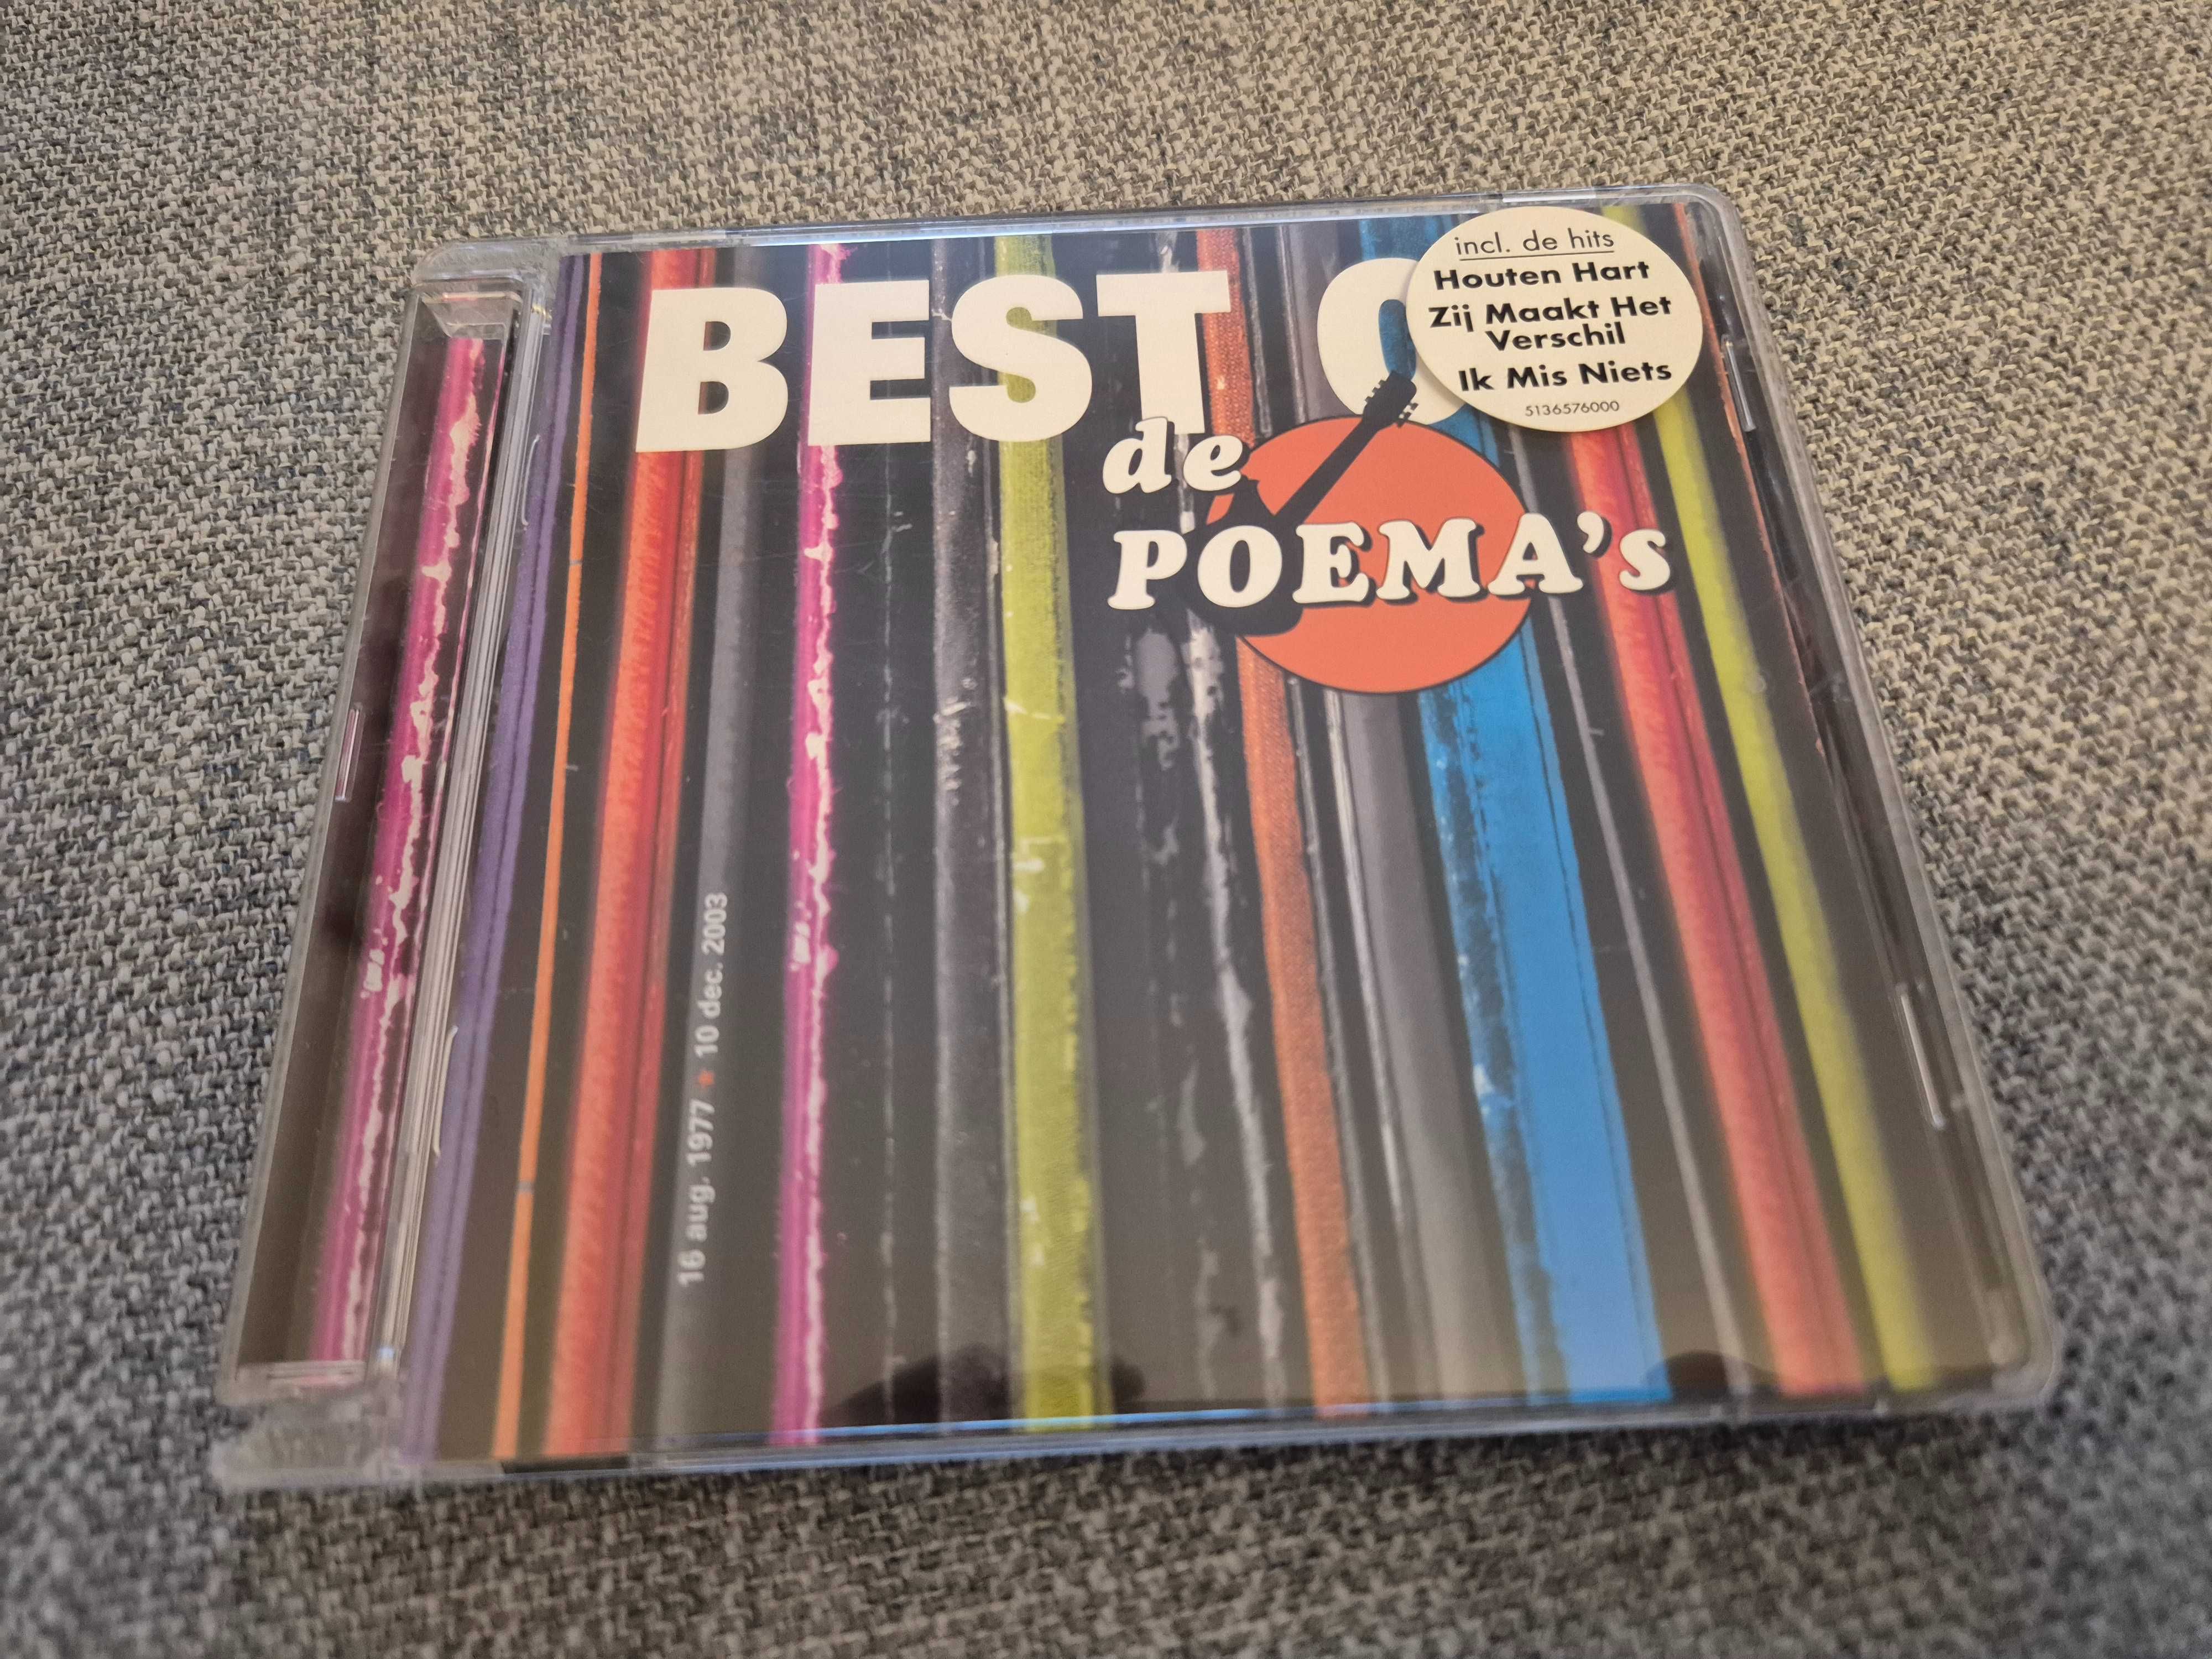 BEST O
de
POEMA's
incl. de hits
Houten Hart
Zij Maakt Het
Verschil
Ik Mis Niets
5136576000
16 aug. 1977 ★ 10 dec. 2003